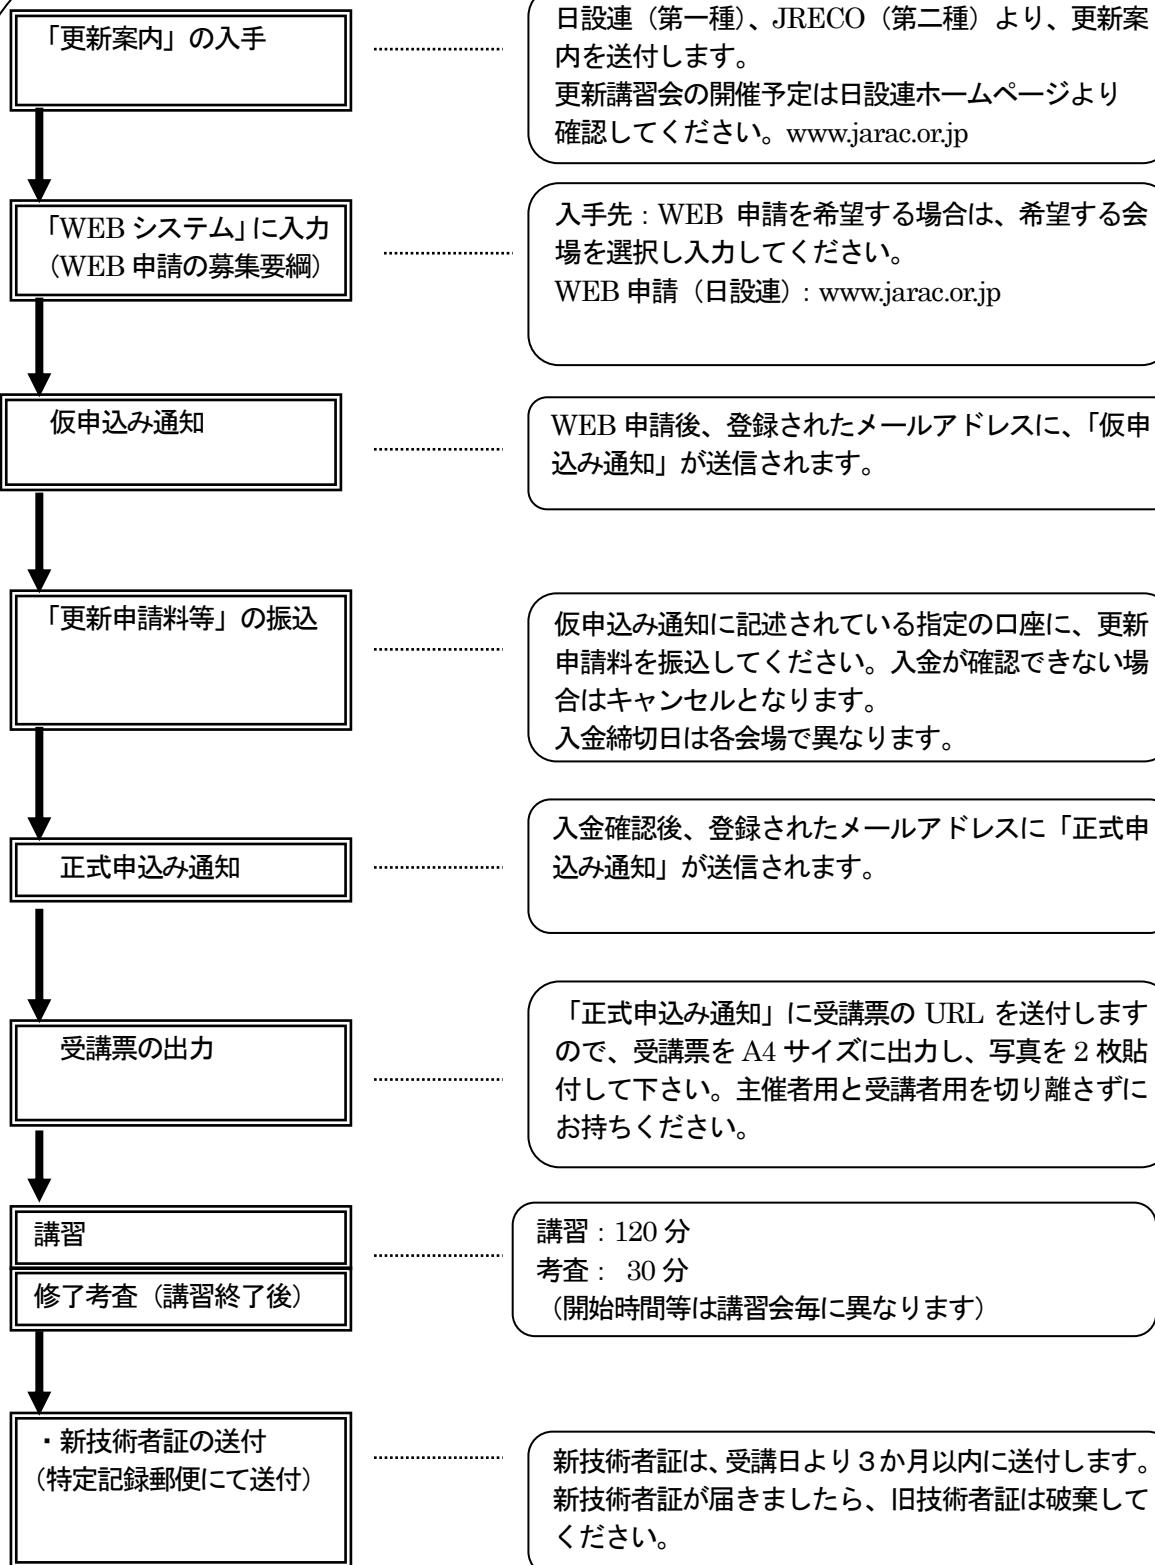 「更新案内」の入手
日設連（第一種）、JRECO（第二種）より、更新案
内を送付します。
更新講習会の開催予定は日設連ホームページより
確認してください。www.jarac.or.jp
「WEB システム」に入力
（WEB 申請の募集要綱）
入手先：WEB 申請を希望する場合は、希望する会
場を選択し入力してください。
WEB 申請（日設連）：www.jarac.or.jp
仮申込み通知
WEB 申請後、登録されたメールアドレスに、「仮申
込み通知」が送信されます。
「更新申請料等」の振込
仮申込み通知に記述されている指定の口座に、更新
申請料を振込してください。入金が確認できない場
合はキャンセルとなります。
入金締切日は各会場で異なります。
正式申込み通知
入金確認後、登録されたメールアドレスに「正式申
込み通知」が送信されます。
受講票の出力
「正式申込み通知」に受講票の URL を送付します
ので、受講票を A4 サイズに出力し、写真を 2 枚貼
付して下さい。主催者用と受講者用を切り離さずに
お持ちください。
講習
修了考査（講習終了後）
講習：120 分
考査： 30 分
（開始時間等は講習会毎に異なります）
・新技術者証の送付
（特定記録郵便にて送付）
新技術者証は、受講日より３か月以内に送付します。
新技術者証が届きましたら、旧技術者証は破棄して
ください。